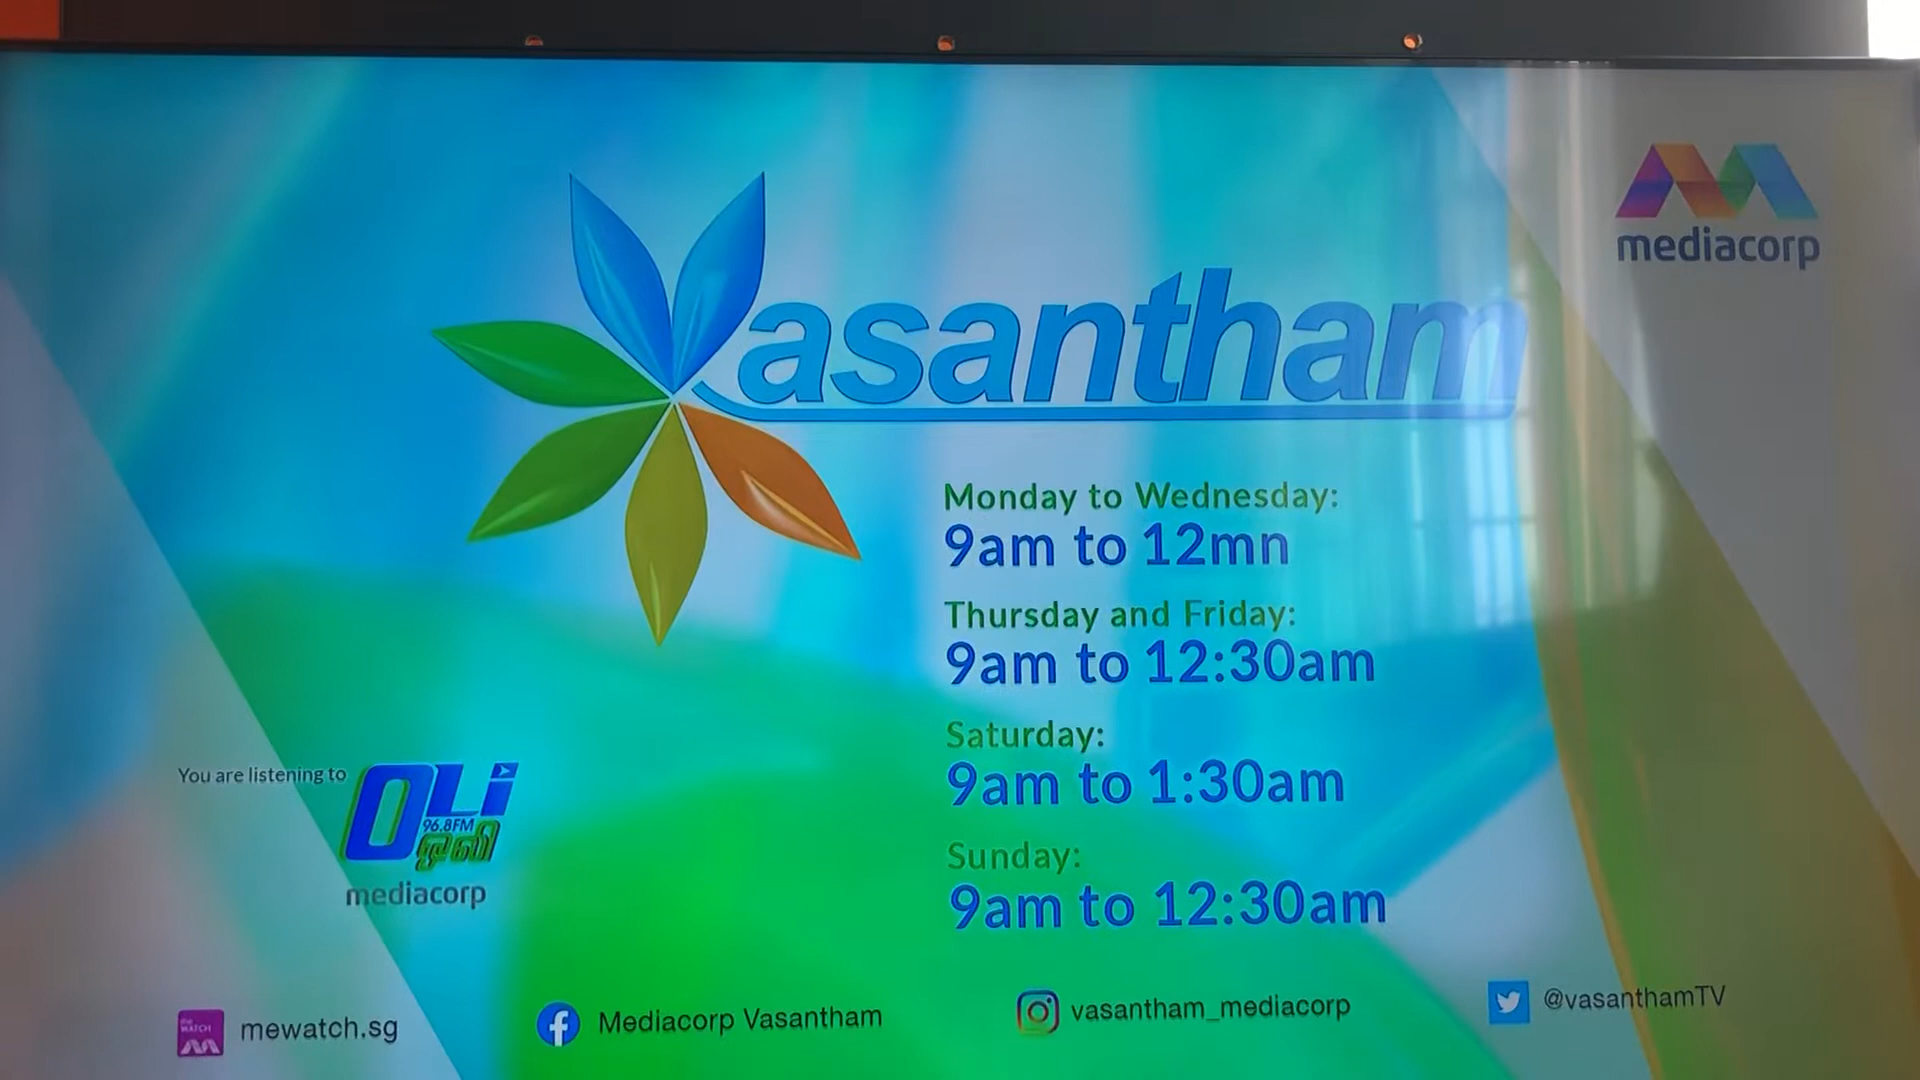 mediacorp
Vasantham
Monday to Wednesday:
9am to 12mn
Thursday and Friday:
9am to 12:30am
Saturday:
9am to 1:30am
Sunday:
9am to 12:30am
You are listening to
OLi
96.8FM
ஒலி
mediacorp
WATCH
mewatch.sg
Mediacorp Vasantham
vasantham_mediacorp
@vasanthamTV